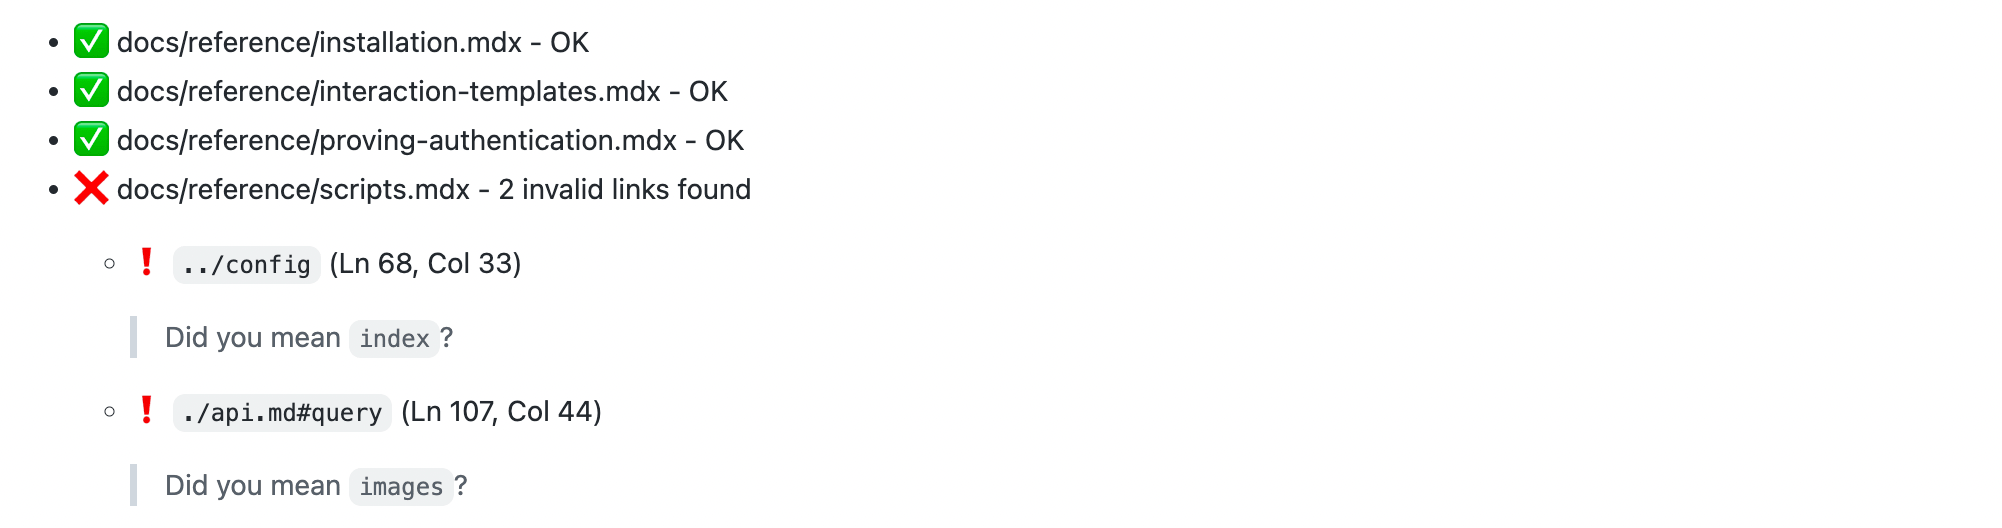 ✅ docs/reference/installation.mdx - OK
✅ docs/reference/interaction-templates.mdx - OK
✅ docs/reference/proving-authentication.mdx - OK
❌ docs/reference/scripts.mdx - 2 invalid links found
❗ ../config (Ln 68, Col 33)
Did you mean index?
❗ ./api.md#query (Ln 107, Col 44)
Did you mean images?